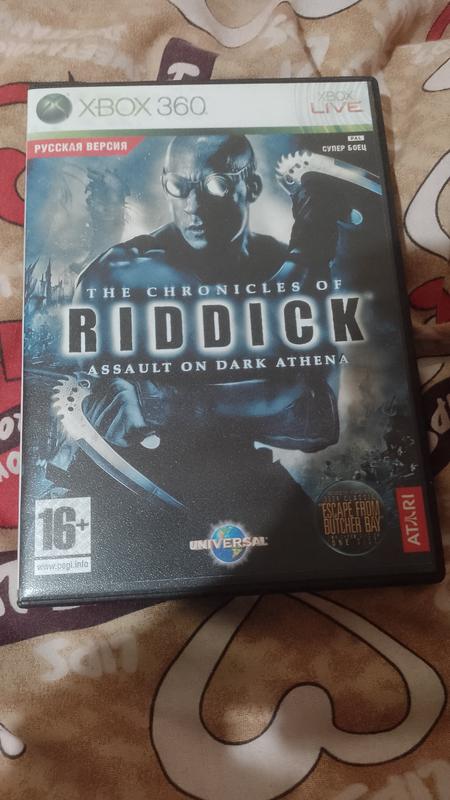 XBOX 360
XBOX
LIVE
РУССКАЯ ВЕРСИЯ
PAL
СУПЕР БОЕЦ
THE CHRONICLES OF
RIDDICK
ASSAULT ON DARK ATHENA
16+
www.pegi.info
UNIVERSAL
ESCAPE FROM
BUTCHER BAY
ATARI
LIPS